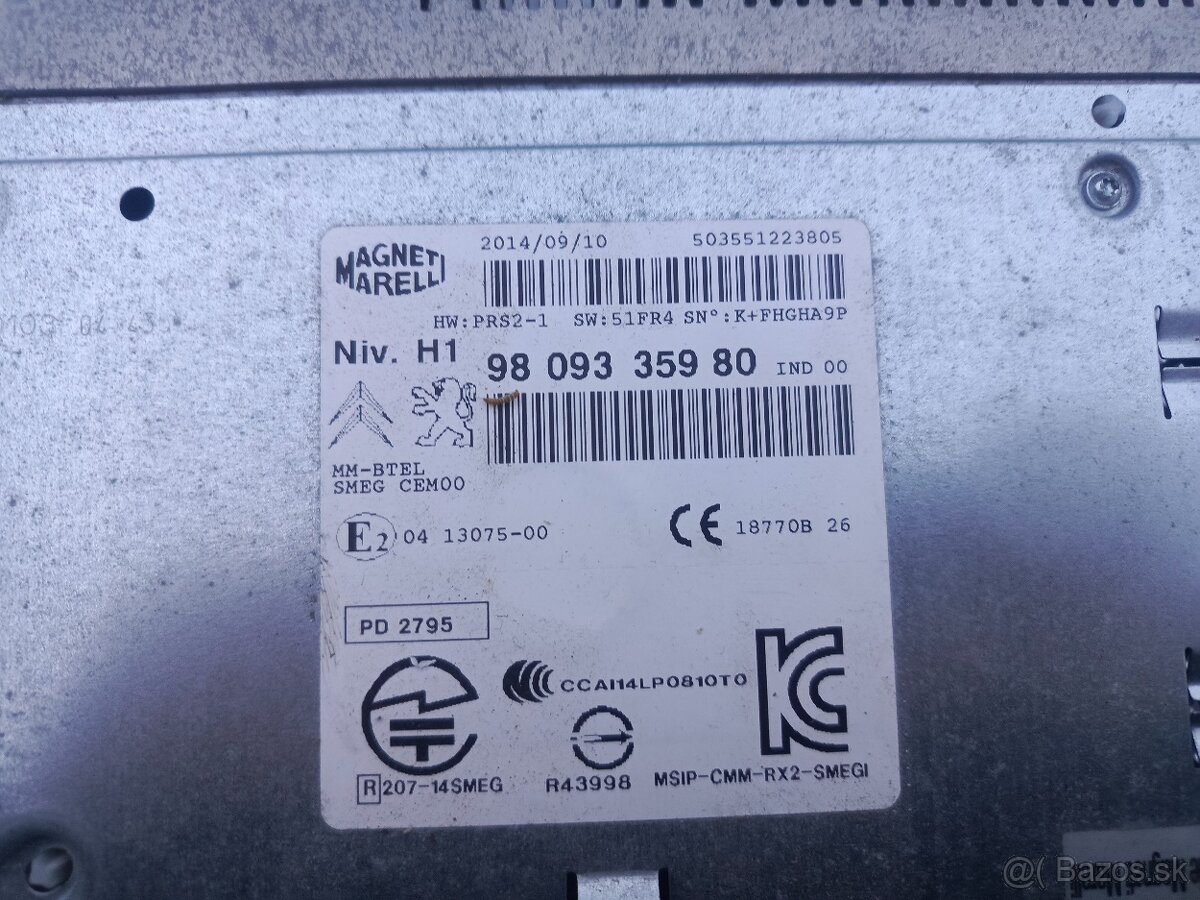 MAGNETI
MARELLI
2014/09/10 503551223805
HW:PRS2-1 SW:51FR4 SN°:K+FHGHA9P
Niv. H1
98 093 359 80 IND 00
MM-BTEL
SMEG CEM00
E2 04 13075-00
CE 18770B 26
PD 2795
CCAI14LP0810T0
R 207-14SMEG
R43998
KC
MSIP-CMM-RX2-SMEGI
@( Bazos.sk